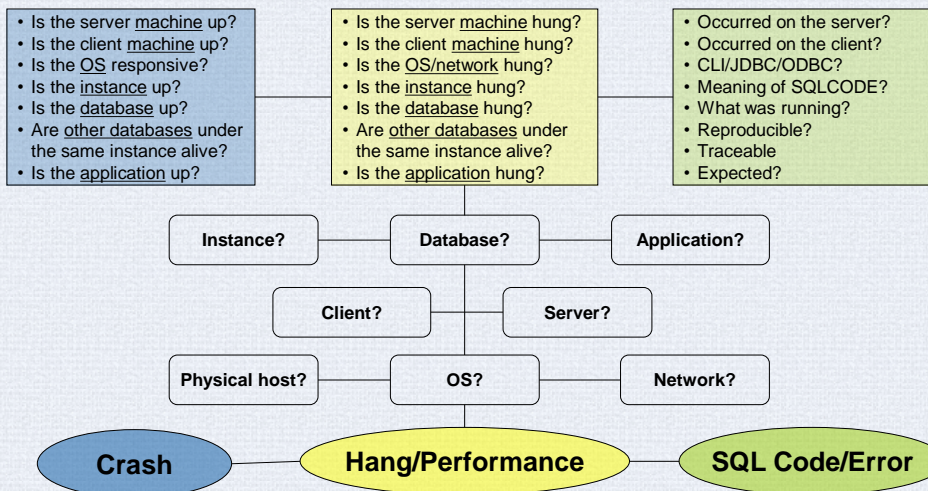 • Is the server machine up?
• Is the client machine up?
• Is the OS responsive?
• Is the instance up?
• Is the database up?
• Are other databases under
the same instance alive?
• Is the application up?
• Is the server machine hung?
• Is the client machine hung?
• Is the OS/network hung?
• Is the instance hung?
• Is the database hung?
• Are other databases under
the same instance alive?
• Is the application hung?
• Occurred on the server?
• Occurred on the client?
• CLI/JDBC/ODBC?
• Meaning of SQLCODE?
• What was running?
• Reproducible?
• Traceable
• Expected?
Instance?
Database?
Application?
Client?
Server?
Physical host?
OS?
Network?
Crash
Hang/Performance
SQL Code/Error